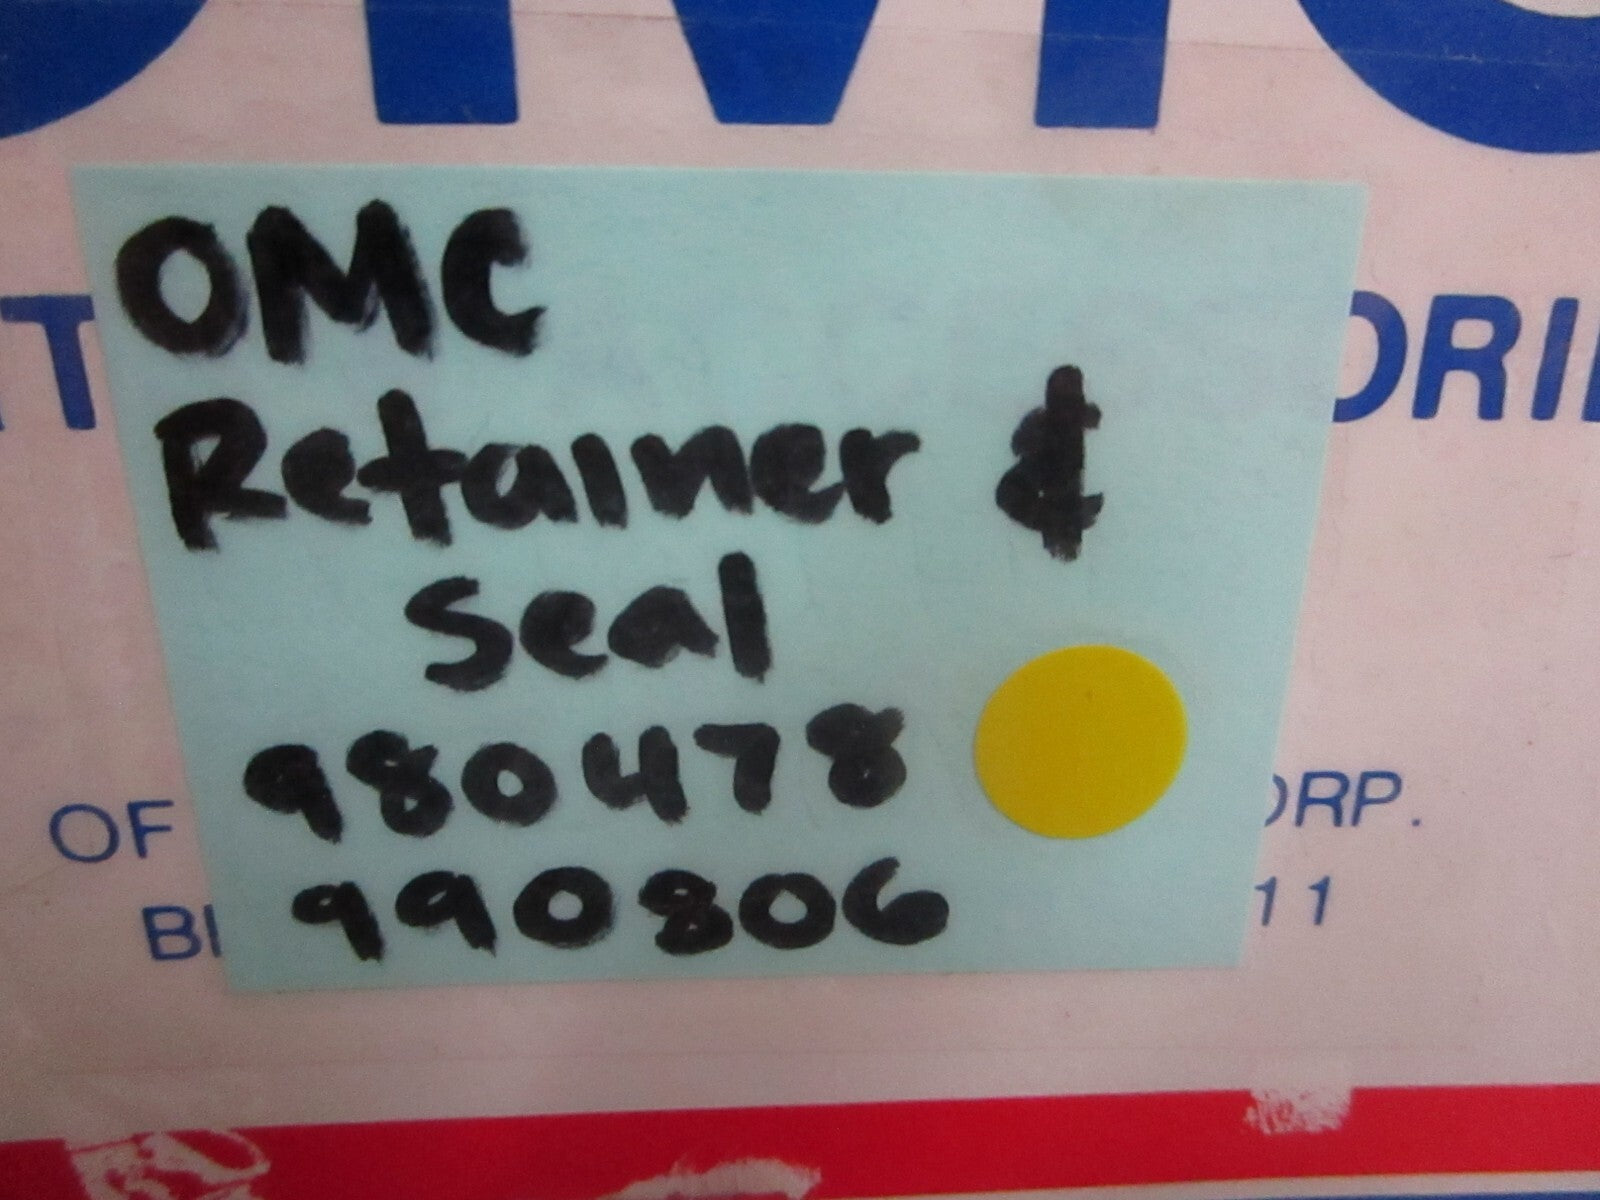 OMC
Retainer &
Seal
980478
990806
OF
ORP.
11